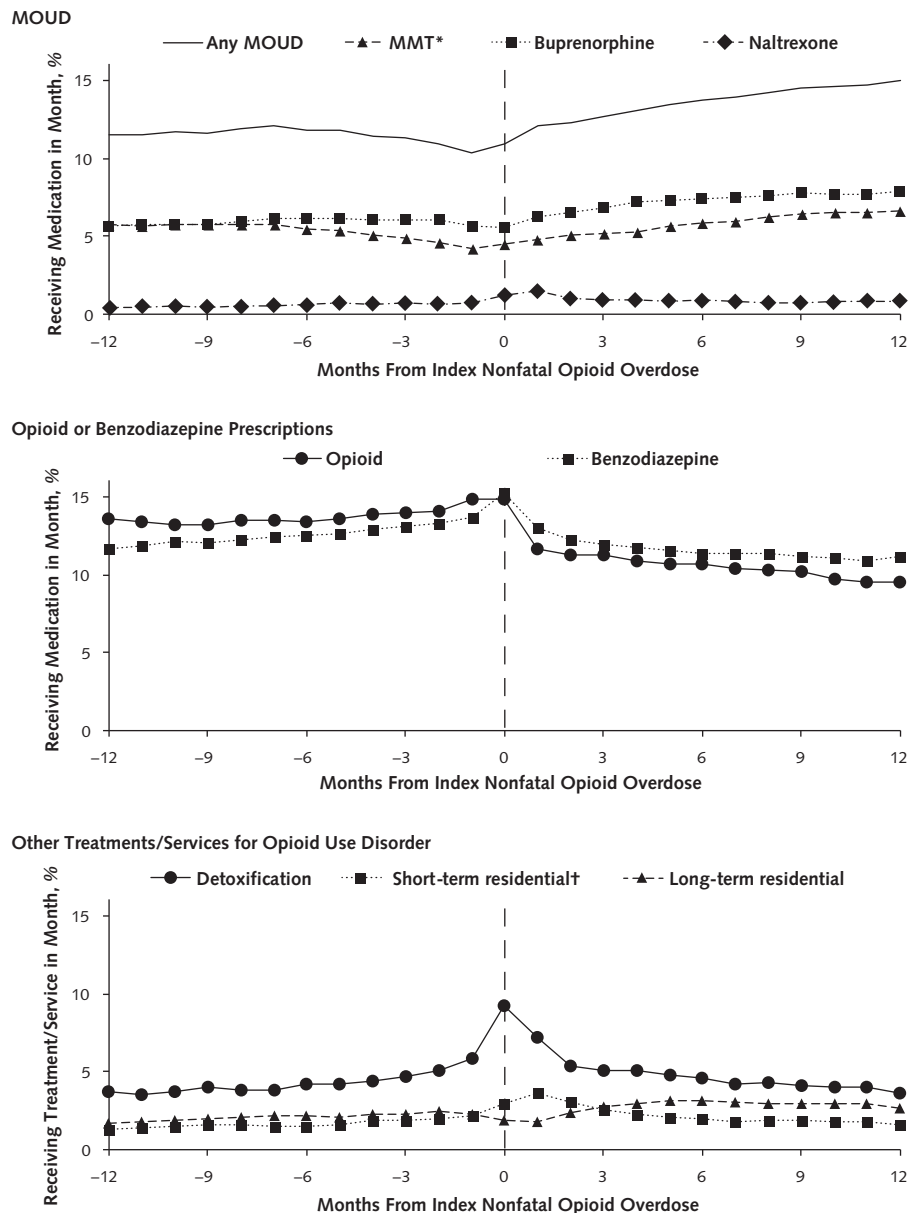 MOUD
Any MOUD MMT* Buprenorphine Naltrexone
Receiving Medication in Month, %
15
10
5
0
–12 –9 –6 –3 0 3 6 9 12
Months From Index Nonfatal Opioid Overdose
Opioid or Benzodiazepine Prescriptions
Opioid Benzodiazepine
Receiving Medication in Month, %
15
10
5
0
–12 –9 –6 –3 0 3 6 9 12
Months From Index Nonfatal Opioid Overdose
Other Treatments/Services for Opioid Use Disorder
Detoxification Short-term residential† Long-term residential
Receiving Treatment/Service in Month, %
15
10
5
0
–12 –9 –6 –3 0 3 6 9 12
Months From Index Nonfatal Opioid Overdose